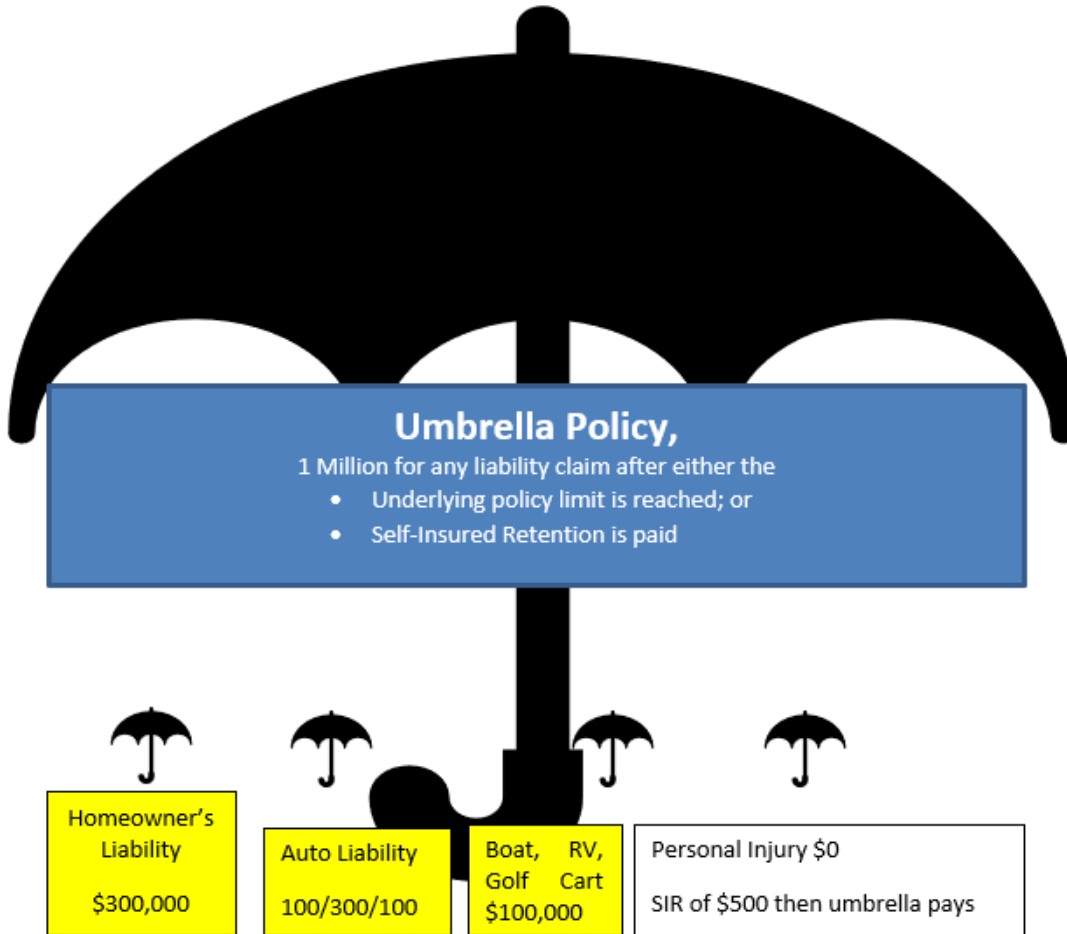 Umbrella Policy,
1 Million for any liability claim after either the
• Underlying policy limit is reached; or
• Self-Insured Retention is paid
Homeowner's
Liability
$300,000
Auto Liability
100/300/100
Boat, RV,
Golf Cart
$100,000
Personal Injury $0
SIR of $500 then umbrella pays